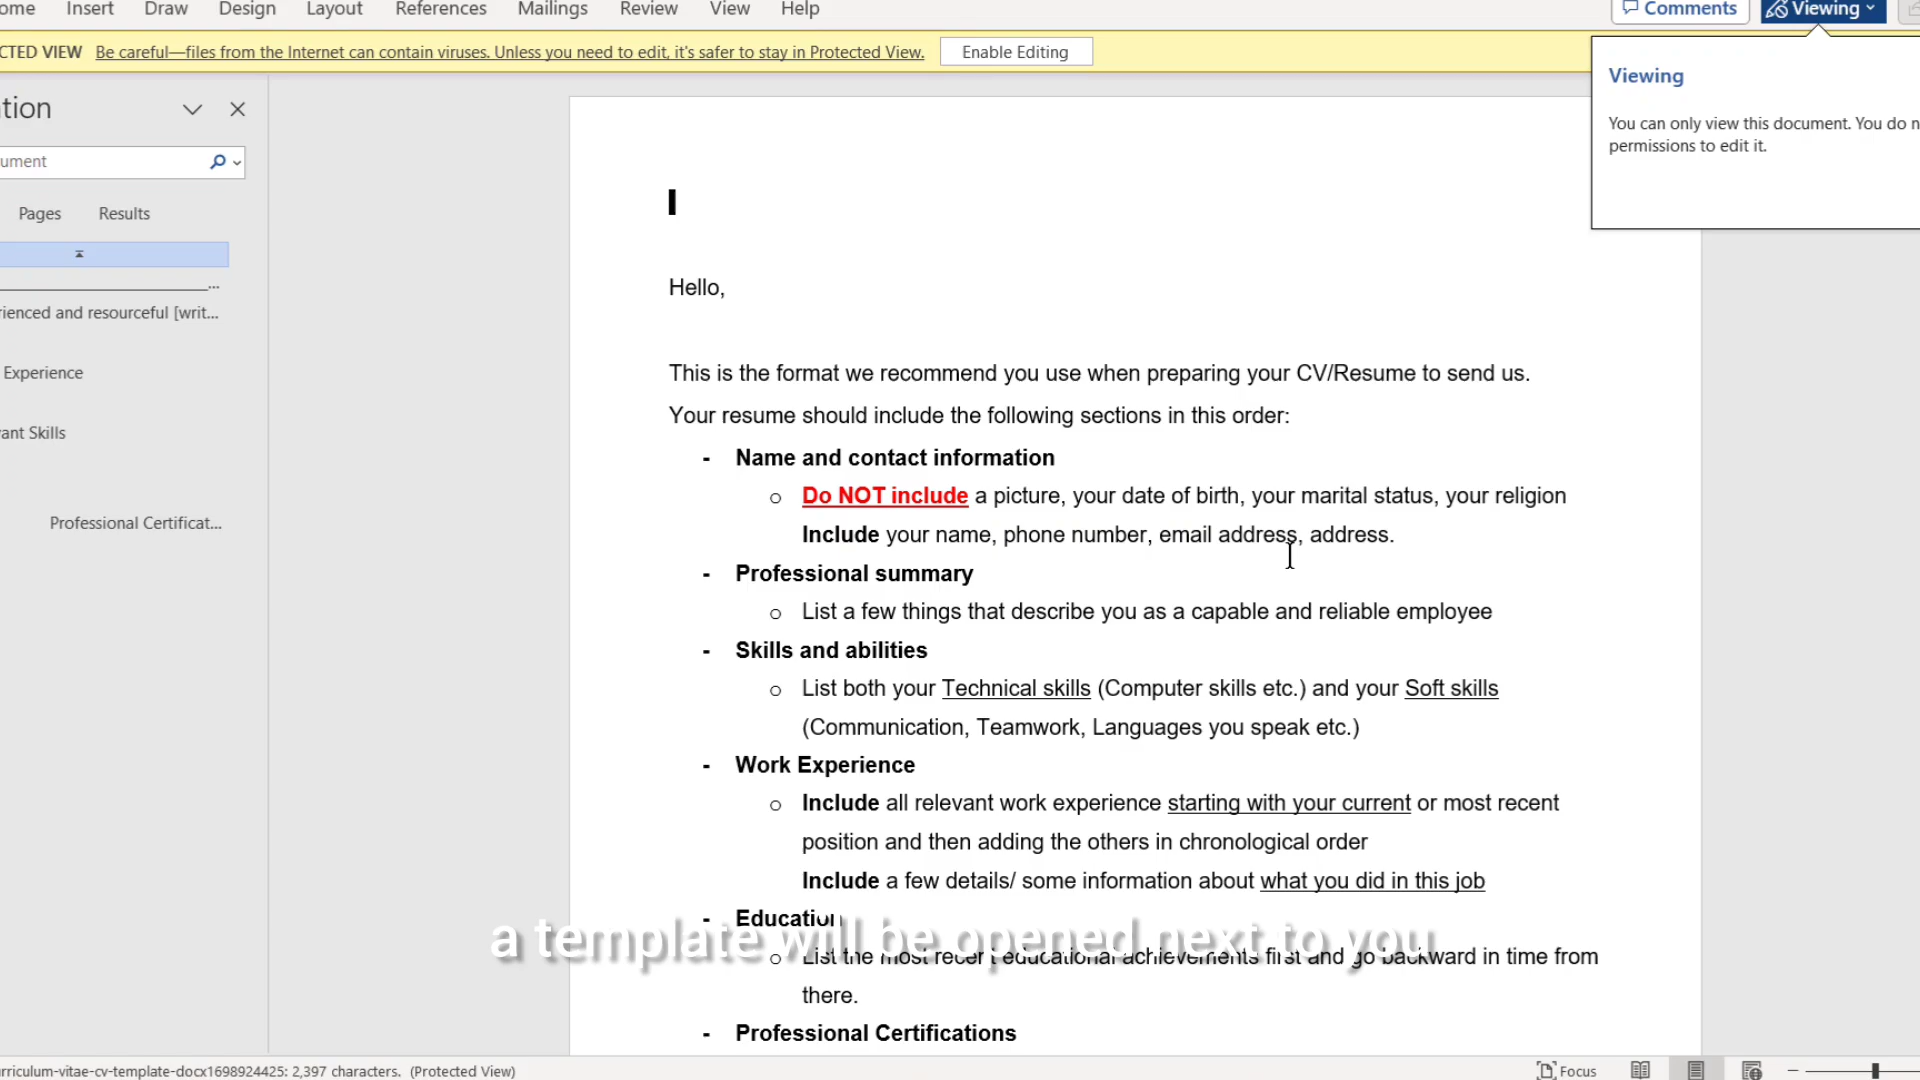 ome Insert Draw Design Layout References Mailings Review View Help Comments Viewing
CTED VIEW Be careful—files from the Internet can contain viruses. Unless you need to edit, it's safer to stay in Protected View. Enable Editing
Viewing
You can only view this document. You do n
permissions to edit it.
tion
ument
Pages Results
_...
rienced and resourceful [writ...
Experience
ant Skills
Professional Certificat...
Hello,
This is the format we recommend you use when preparing your CV/Resume to send us.
Your resume should include the following sections in this order:
- Name and contact information
o Do NOT include a picture, your date of birth, your marital status, your religion
Include your name, phone number, email address, address.
- Professional summary
o List a few things that describe you as a capable and reliable employee
- Skills and abilities
o List both your Technical skills (Computer skills etc.) and your Soft skills
(Communication, Teamwork, Languages you speak etc.)
- Work Experience
o Include all relevant work experience starting with your current or most recent
position and then adding the others in chronological order
Include a few details/ some information about what you did in this job
- Education
a template will be opened next to you
o List the most recent educational achievements first and go backward in time from
there.
- Professional Certifications
rriculum-vitae-cv-template-docx1698924425: 2,397 characters. (Protected View) Focus